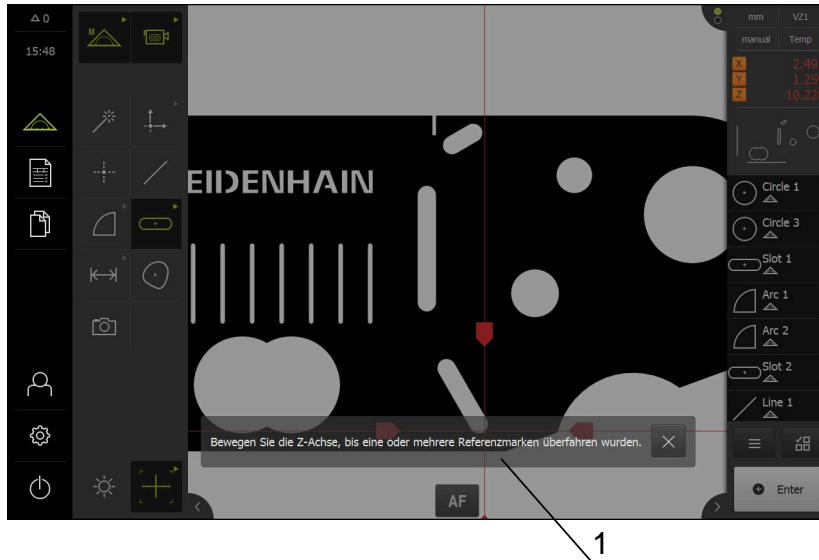 △ 0
15:48
M
EIDENHAIN
mm VZ1
manual Temp
X 2.49
Y 1.25
Z 10.22
Circle 1
Circle 3
Slot 1
Arc 1
Arc 2
Slot 2
Line 1
Bewegen Sie die Z-Achse, bis eine oder mehrere Referenzmarken überfahren wurden.
AF
Enter
1